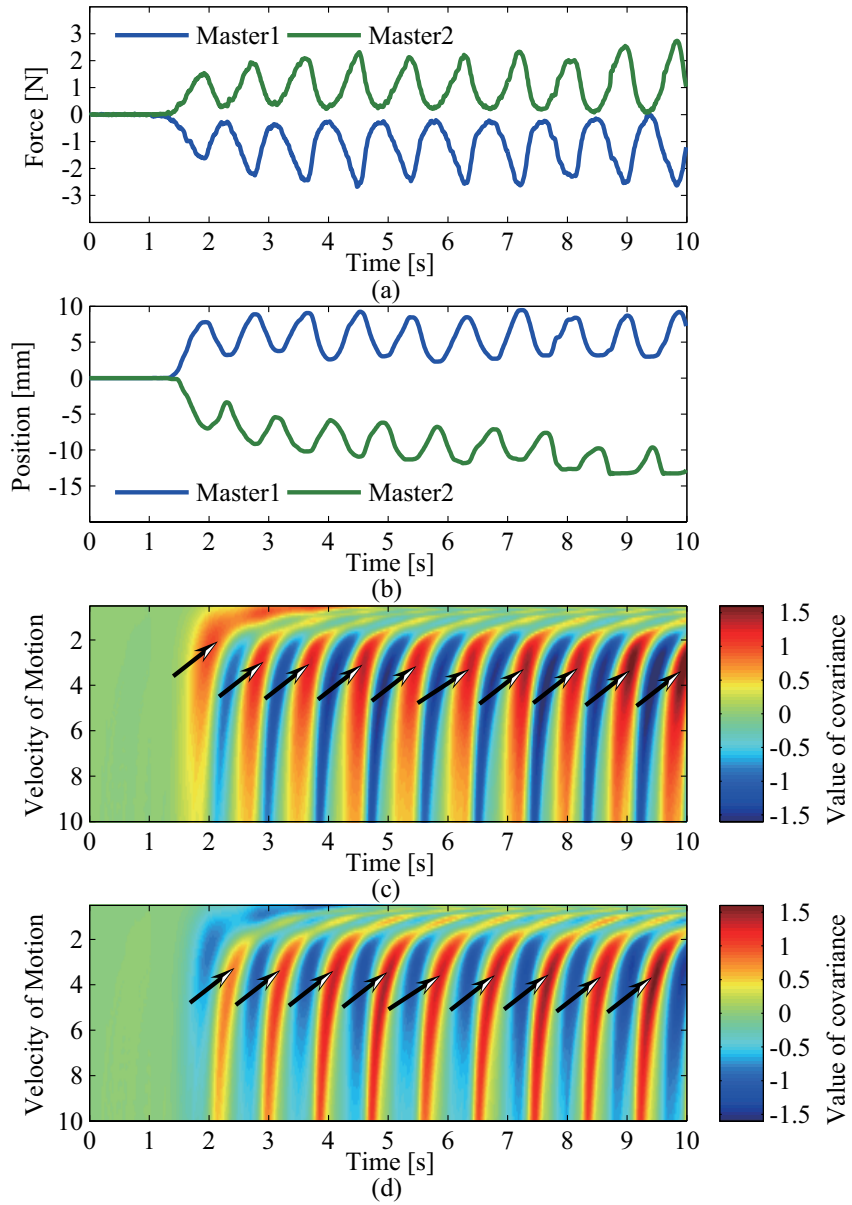 Force [N]
3
2
1
0
-1
-2
-3
Master1 Master2
0 1 2 3 4 5 6 7 8 9 10
Time [s]
(a)
Position [mm]
10
5
0
-5
-10
-15
Master1 Master2
0 1 2 3 4 5 6 7 8 9 10
Time [s]
(b)
Velocity of Motion
2
4
6
8
10
0 1 2 3 4 5 6 7 8 9 10
Time [s]
(c)
1.5
1
0.5
0
-0.5
-1
-1.5
Value of covariance
Velocity of Motion
2
4
6
8
10
0 1 2 3 4 5 6 7 8 9 10
Time [s]
(d)
1.5
1
0.5
0
-0.5
-1
-1.5
Value of covariance